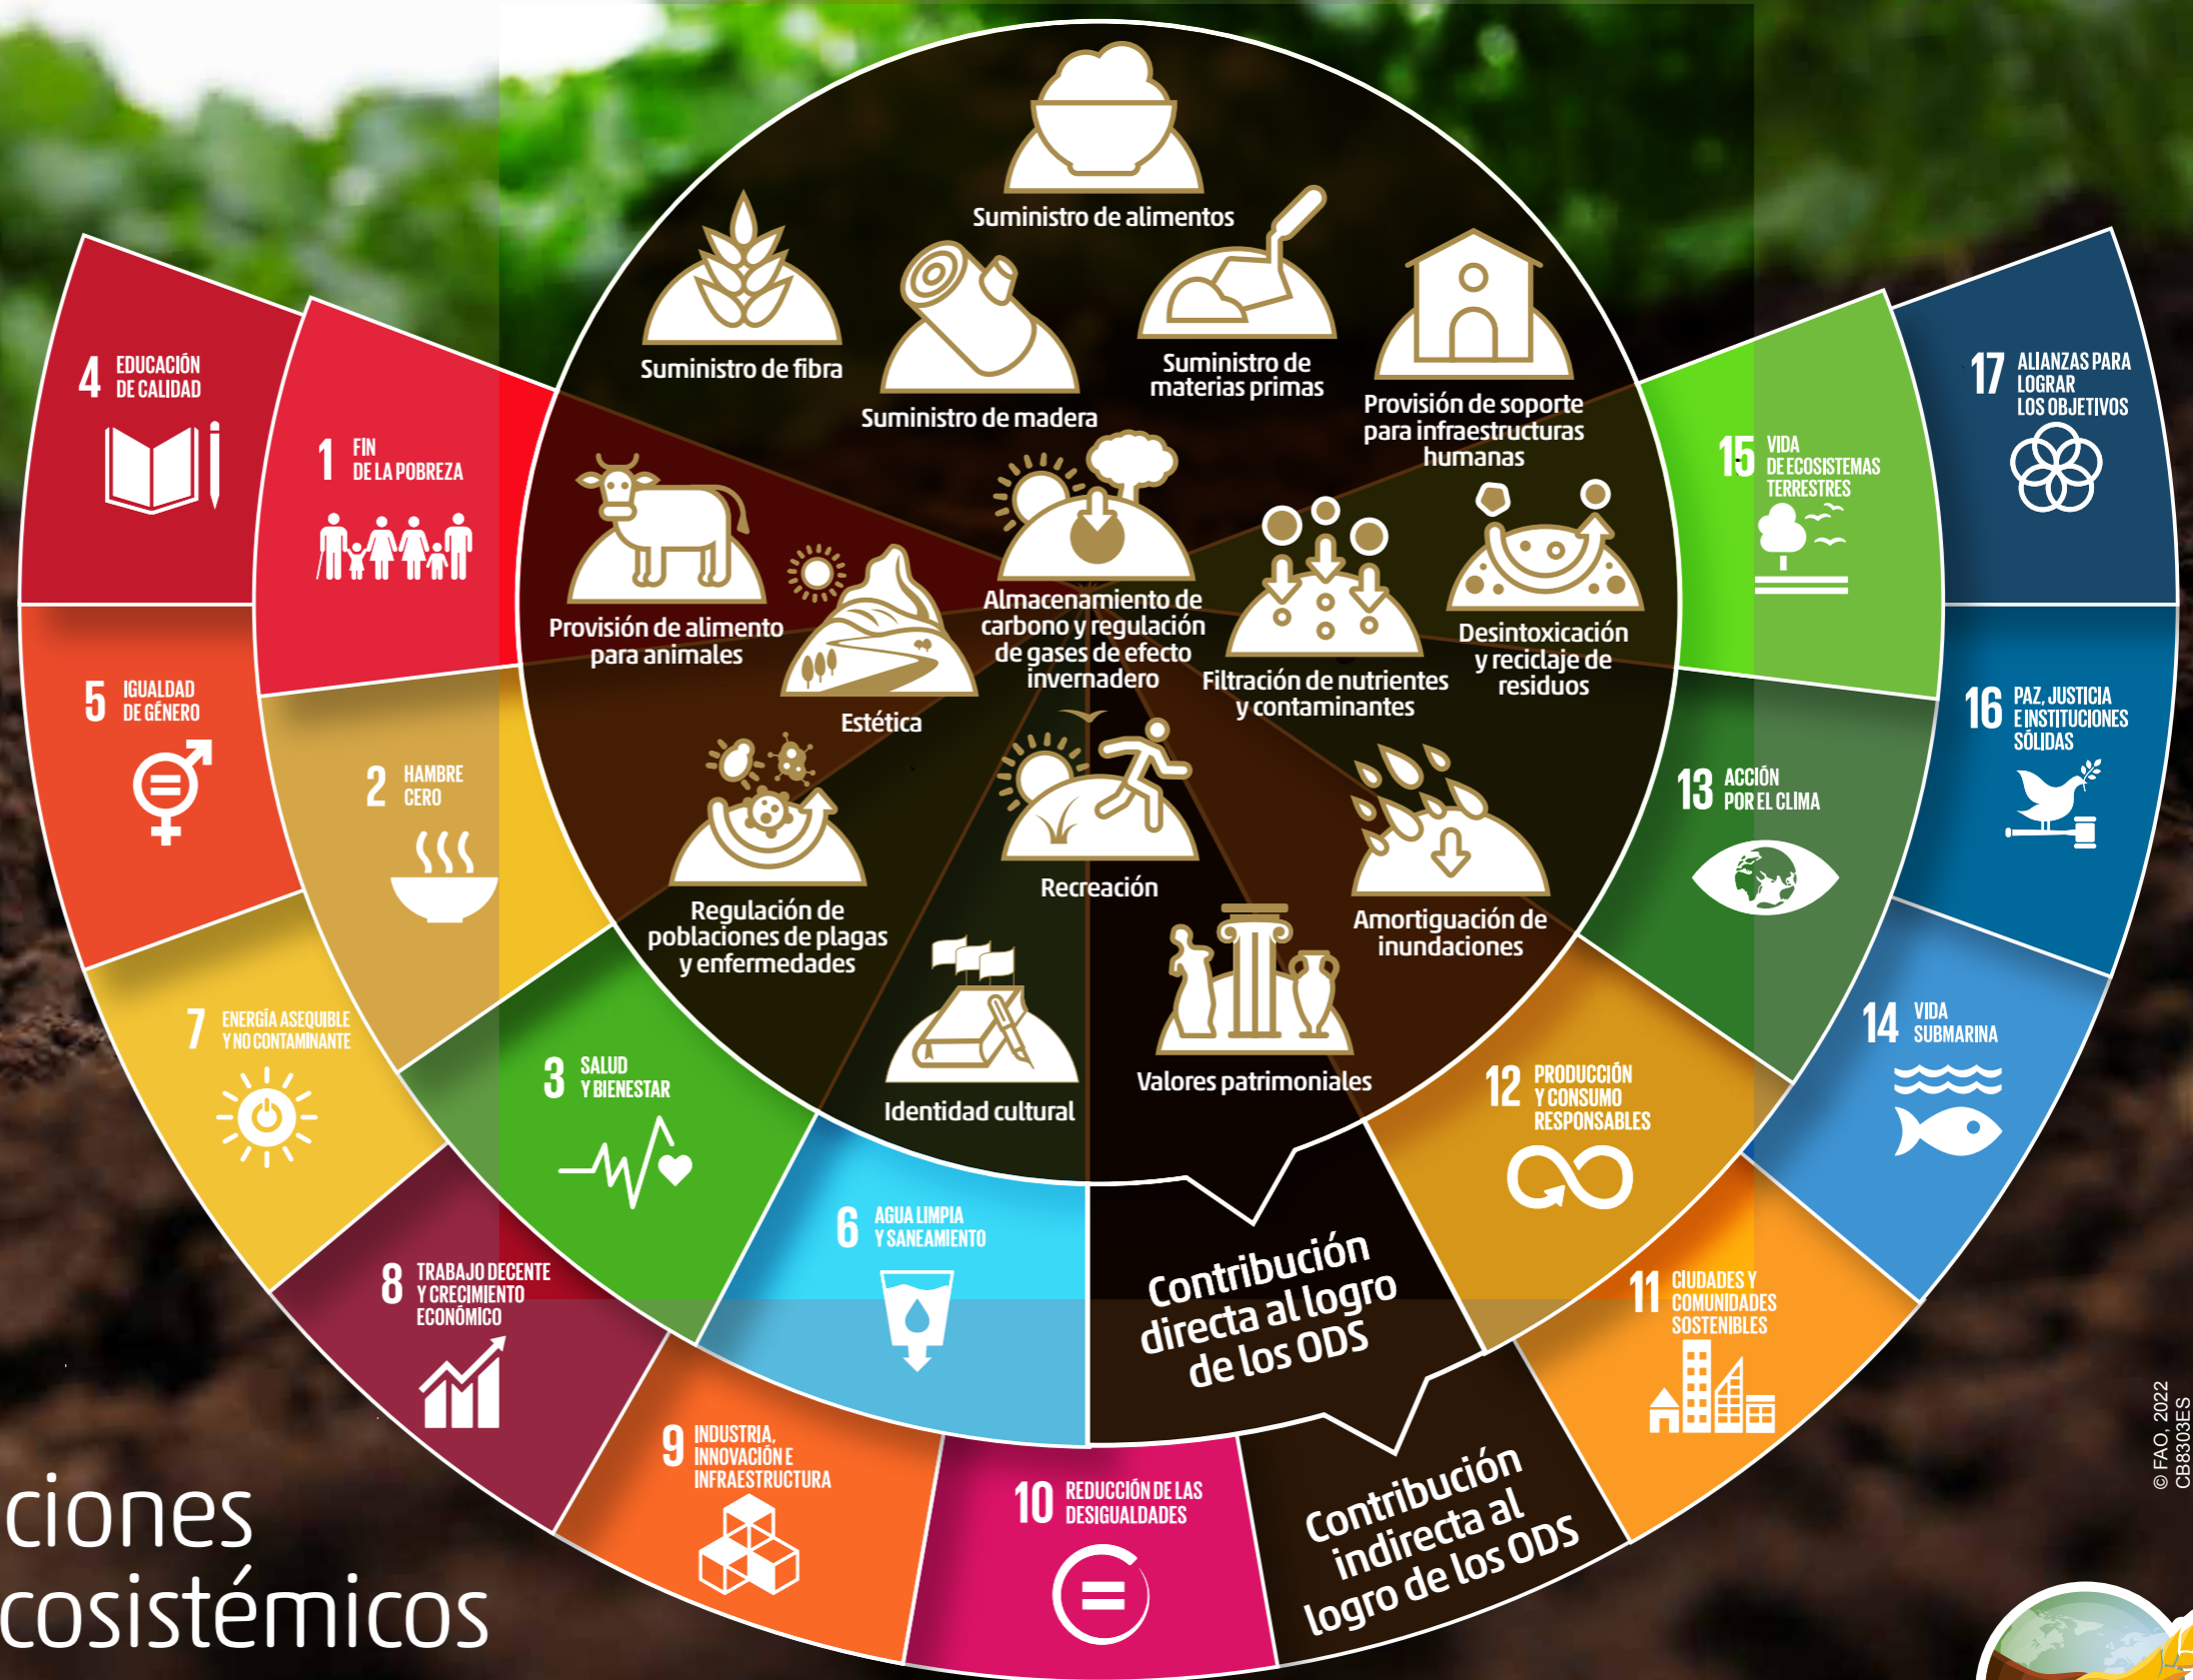 Suministro de alimentos
Suministro de fibra
Suministro de madera
Suministro de
materias primas
Provisión de soporte
para infraestructuras
humanas
Provisión de alimento
para animales
Estética
Almacenamiento de
carbono y regulación
de gases de efecto
invernadero
Filtración de nutrientes
y contaminantes
Desintoxicación
y reciclaje de
residuos
Regulación de
poblaciones de plagas
y enfermedades
Recreación
Amortiguación de
inundaciones
Identidad cultural
Valores patrimoniales
1 FIN
DE LA POBREZA
2 HAMBRE
CERO
3 SALUD
Y BIENESTAR
6 AGUA LIMPIA
Y SANEAMIENTO
Contribución
directa al logro
de los ODS
12 PRODUCCIÓN
Y CONSUMO
RESPONSABLES
13 ACCIÓN
POR EL CLIMA
15 VIDA
DE ECOSISTEMAS
TERRESTRES
4 EDUCACIÓN
DE CALIDAD
5 IGUALDAD
DE GÉNERO
7 ENERGÍA ASEQUIBLE
Y NO CONTAMINANTE
8 TRABAJO DECENTE
Y CRECIMIENTO
ECONÓMICO
9 INDUSTRIA,
INNOVACIÓN E
INFRAESTRUCTURA
10 REDUCCIÓN DE LAS
DESIGUALDADES
Contribución
indirecta al
logro de los ODS
11 CIUDADES Y
COMUNIDADES
SOSTENIBLES
14 VIDA
SUBMARINA
16 PAZ, JUSTICIA
E INSTITUCIONES
SÓLIDAS
17 ALIANZAS PARA
LOGRAR
LOS OBJETIVOS
ciones
cosistémicos
© FAO, 2022
CB8303ES